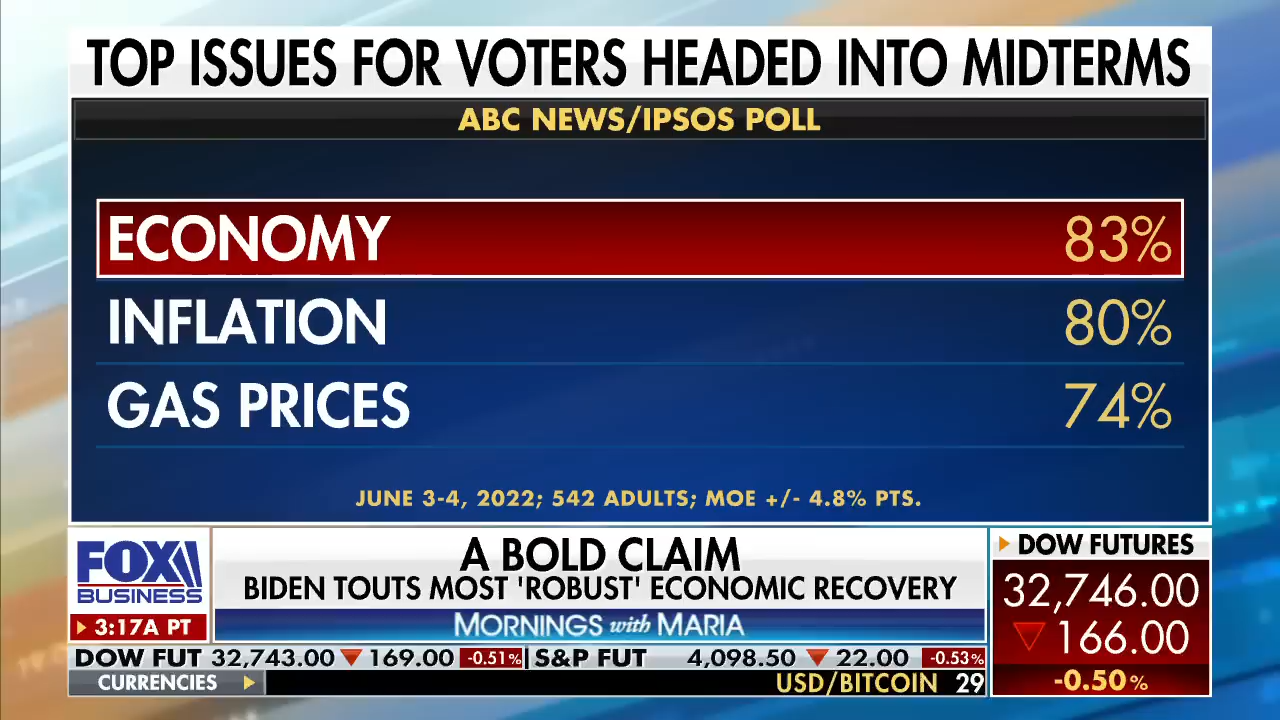 TOP ISSUES FOR VOTERS HEADED INTO MIDTERMS
ABC NEWS/IPSOS POLL
ECONOMY 83%
INFLATION 80%
GAS PRICES 74%
JUNE 3-4, 2022; 542 ADULTS; MOE +/- 4.8% PTS.
FOX
BUSINESS
3:17A PT
A BOLD CLAIM
BIDEN TOUTS MOST 'ROBUST' ECONOMIC RECOVERY
MORNINGS with MARIA
DOW FUTURES
32,746.00
166.00
-0.50%
DOW FUT 32,743.00 169.00 -0.51% S&P FUT 4,098.50 22.00 -0.53%
CURRENCIES USD/BITCOIN 29